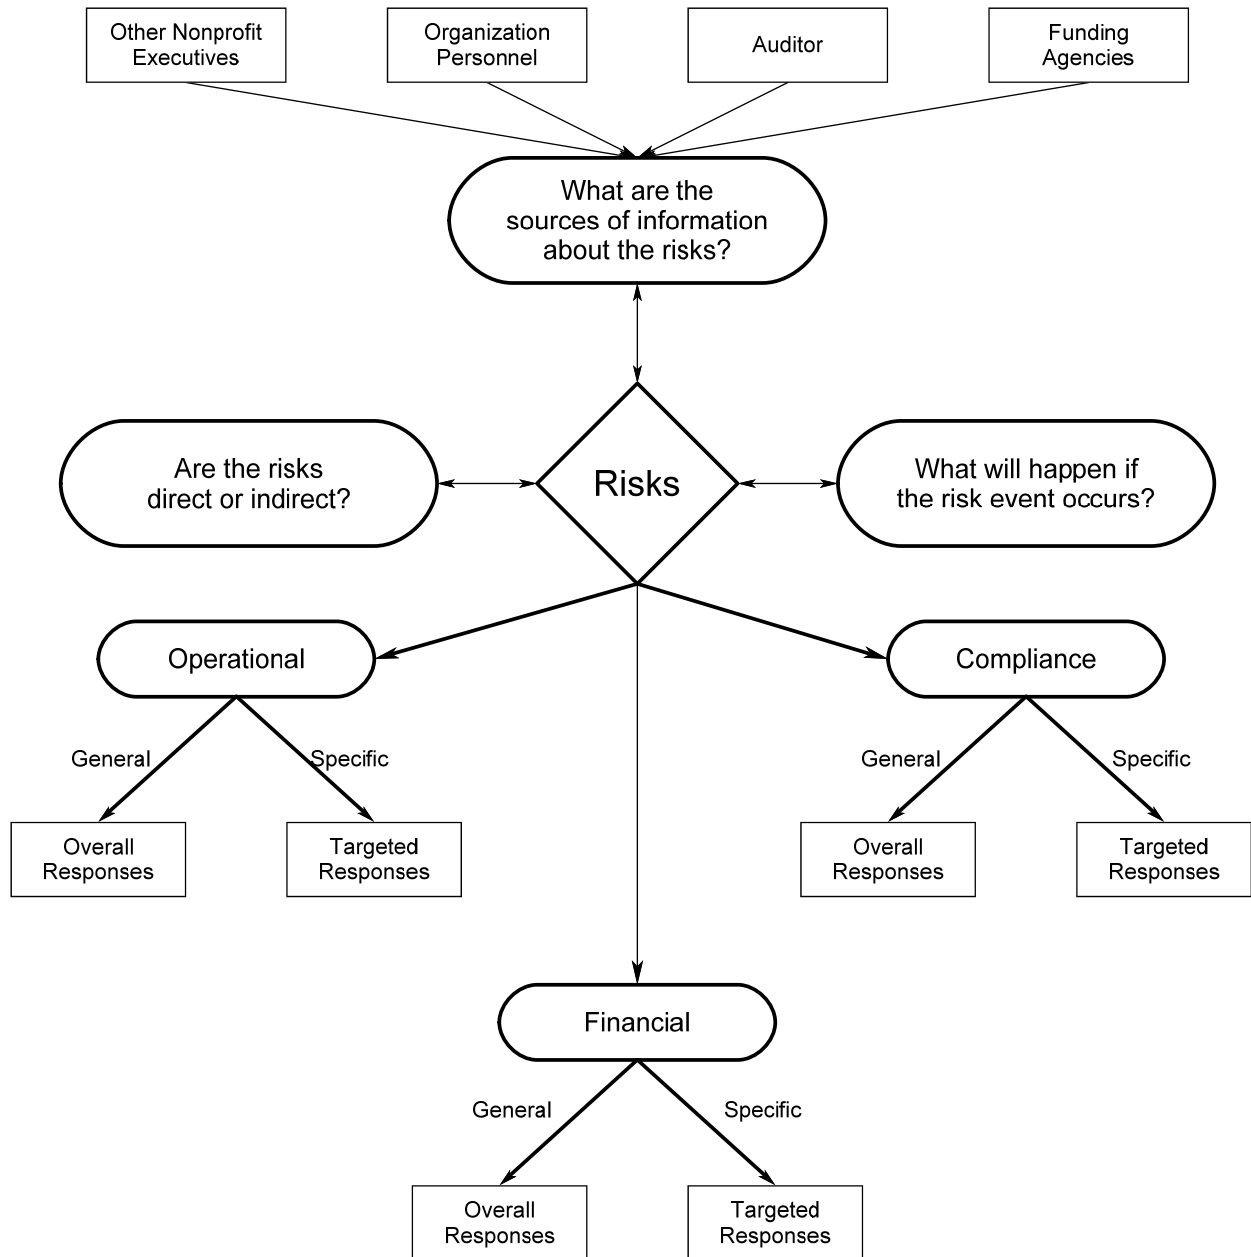 Other Nonprofit
Executives
Organization
Personnel
Auditor
Funding
Agencies
What are the
sources of information
about the risks?
Are the risks
direct or indirect?
Risks
What will happen if
the risk event occurs?
Operational
Compliance
General
Specific
General
Specific
Overall
Responses
Targeted
Responses
Overall
Responses
Targeted
Responses
Financial
General
Specific
Overall
Responses
Targeted
Responses